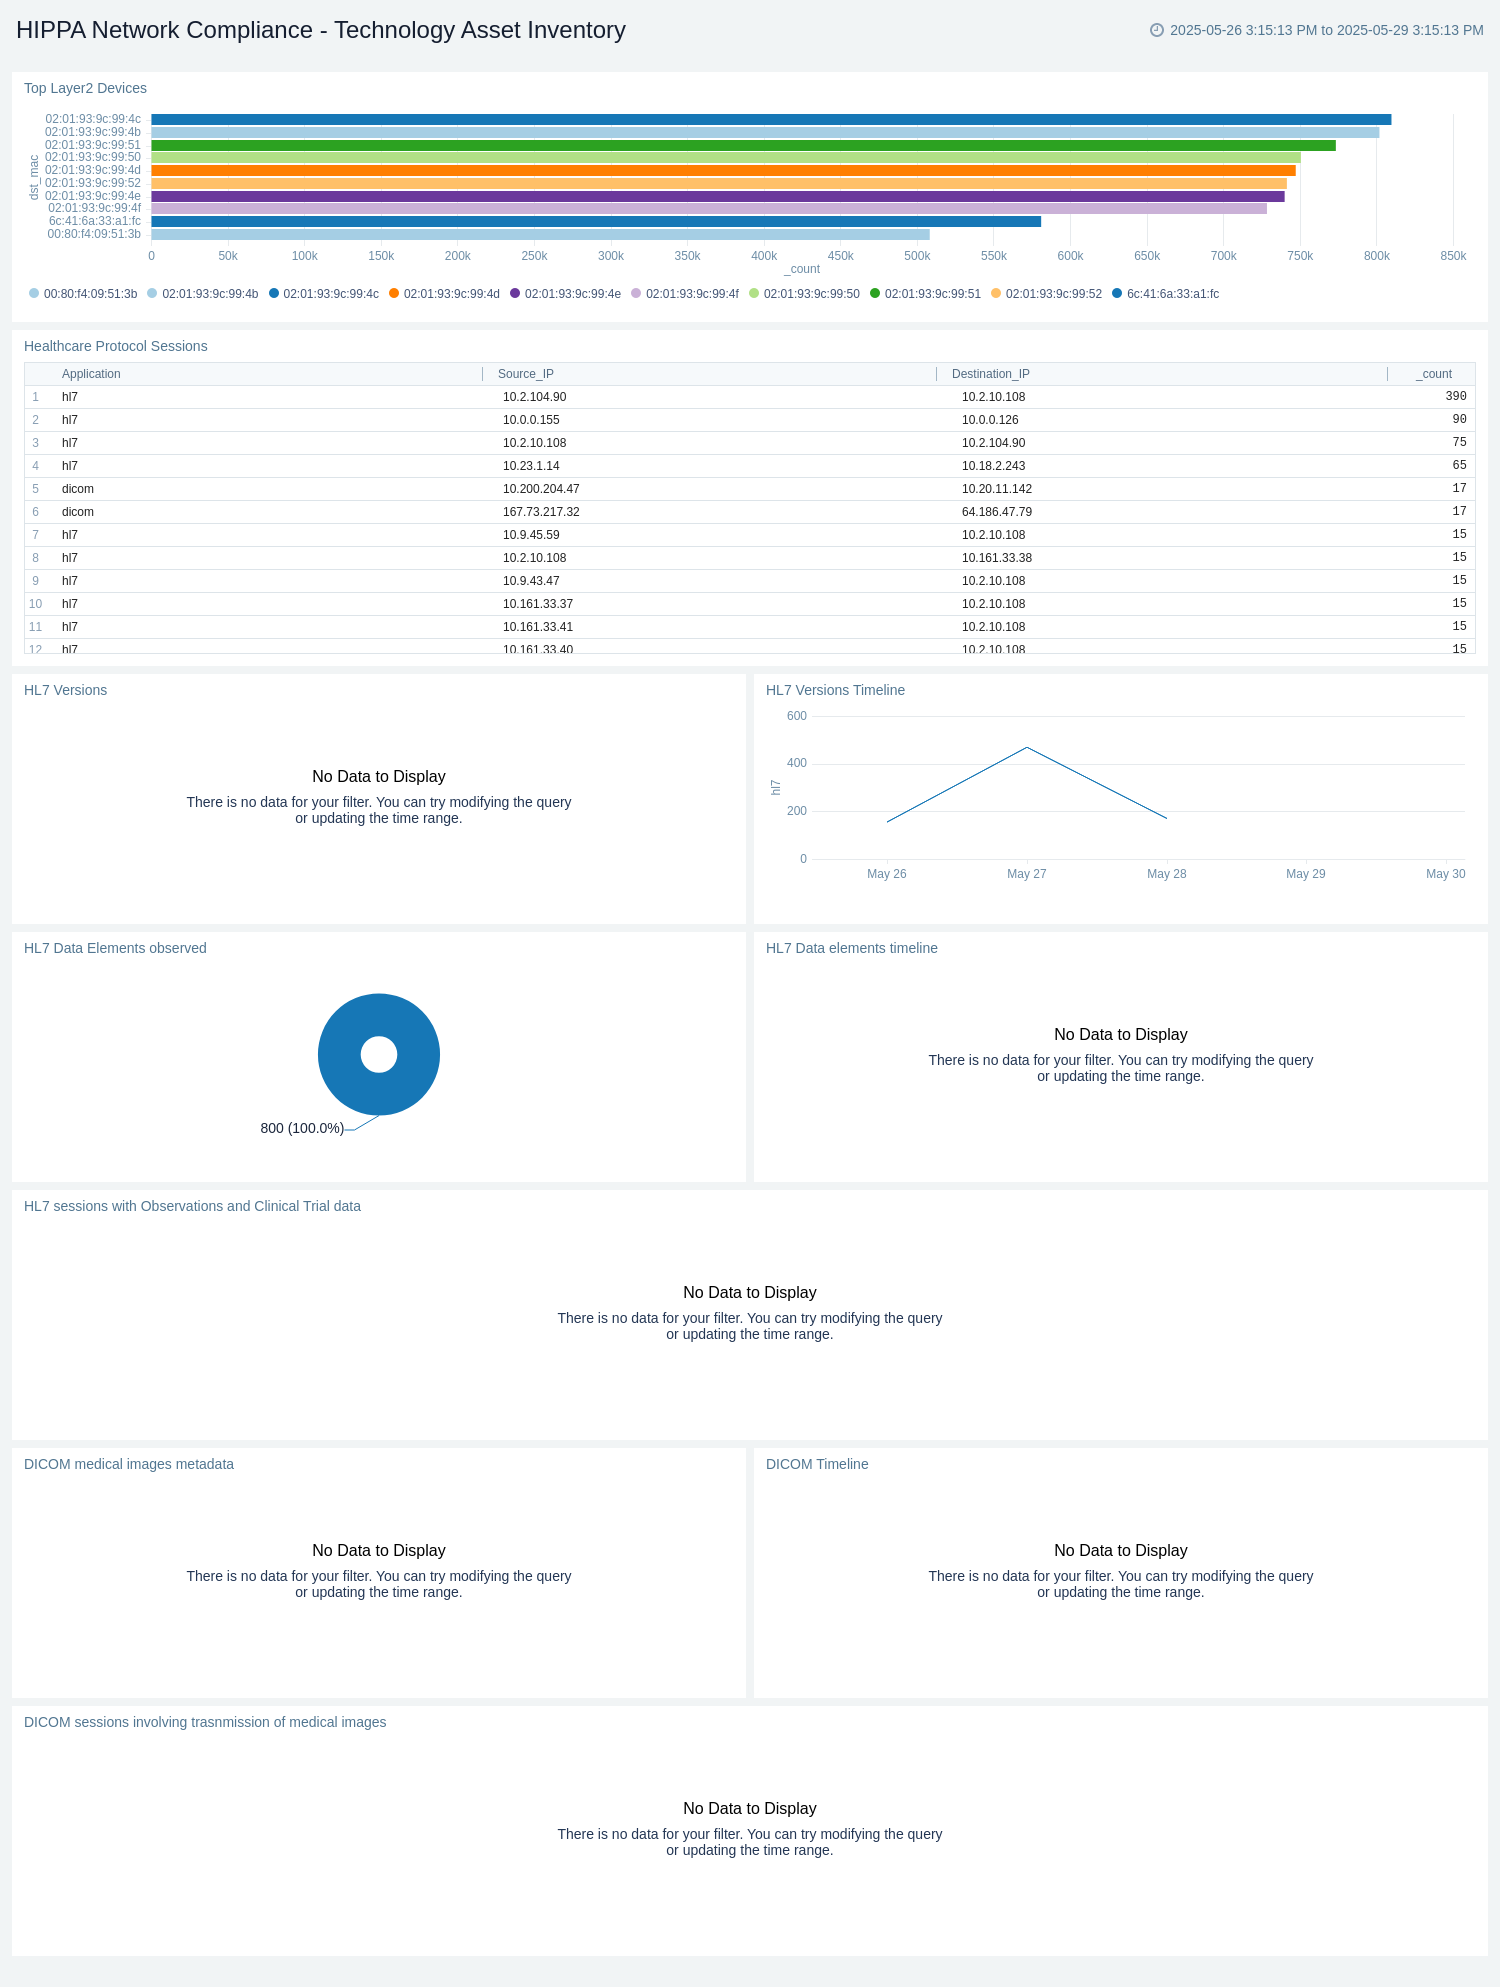 HIPPA Network Compliance - Technology Asset Inventory
2025-05-26 3:15:13 PM to 2025-05-29 3:15:13 PM
Top Layer2 Devices
dst_mac
02:01:93:9c:99:4c
02:01:93:9c:99:4b
02:01:93:9c:99:51
02:01:93:9c:99:50
02:01:93:9c:99:4d
02:01:93:9c:99:52
02:01:93:9c:99:4e
02:01:93:9c:99:4f
6c:41:6a:33:a1:fc
00:80:f4:09:51:3b
0 50k 100k 150k 200k 250k 300k 350k 400k 450k 500k 550k 600k 650k 700k 750k 800k 850k
_count
00:80:f4:09:51:3b 02:01:93:9c:99:4b 02:01:93:9c:99:4c 02:01:93:9c:99:4d 02:01:93:9c:99:4e 02:01:93:9c:99:4f 02:01:93:9c:99:50 02:01:93:9c:99:51 02:01:93:9c:99:52 6c:41:6a:33:a1:fc
Healthcare Protocol Sessions
Application Source_IP Destination_IP _count
1 hl7 10.2.104.90 10.2.10.108 390
2 hl7 10.0.0.155 10.0.0.126 90
3 hl7 10.2.10.108 10.2.104.90 75
4 hl7 10.23.1.14 10.18.2.243 65
5 dicom 10.200.204.47 10.20.11.142 17
6 dicom 167.73.217.32 64.186.47.79 17
7 hl7 10.9.45.59 10.2.10.108 15
8 hl7 10.2.10.108 10.161.33.38 15
9 hl7 10.9.43.47 10.2.10.108 15
10 hl7 10.161.33.37 10.2.10.108 15
11 hl7 10.161.33.41 10.2.10.108 15
12 hl7 10.161.33.40 10.2.10.108 15
HL7 Versions
No Data to Display
There is no data for your filter. You can try modifying the query
or updating the time range.
HL7 Versions Timeline
hl7
600
400
200
0
May 26 May 27 May 28 May 29 May 30
HL7 Data Elements observed
800 (100.0%)
HL7 Data elements timeline
No Data to Display
There is no data for your filter. You can try modifying the query
or updating the time range.
HL7 sessions with Observations and Clinical Trial data
No Data to Display
There is no data for your filter. You can try modifying the query
or updating the time range.
DICOM medical images metadata
No Data to Display
There is no data for your filter. You can try modifying the query
or updating the time range.
DICOM Timeline
No Data to Display
There is no data for your filter. You can try modifying the query
or updating the time range.
DICOM sessions involving trasnmission of medical images
No Data to Display
There is no data for your filter. You can try modifying the query
or updating the time range.